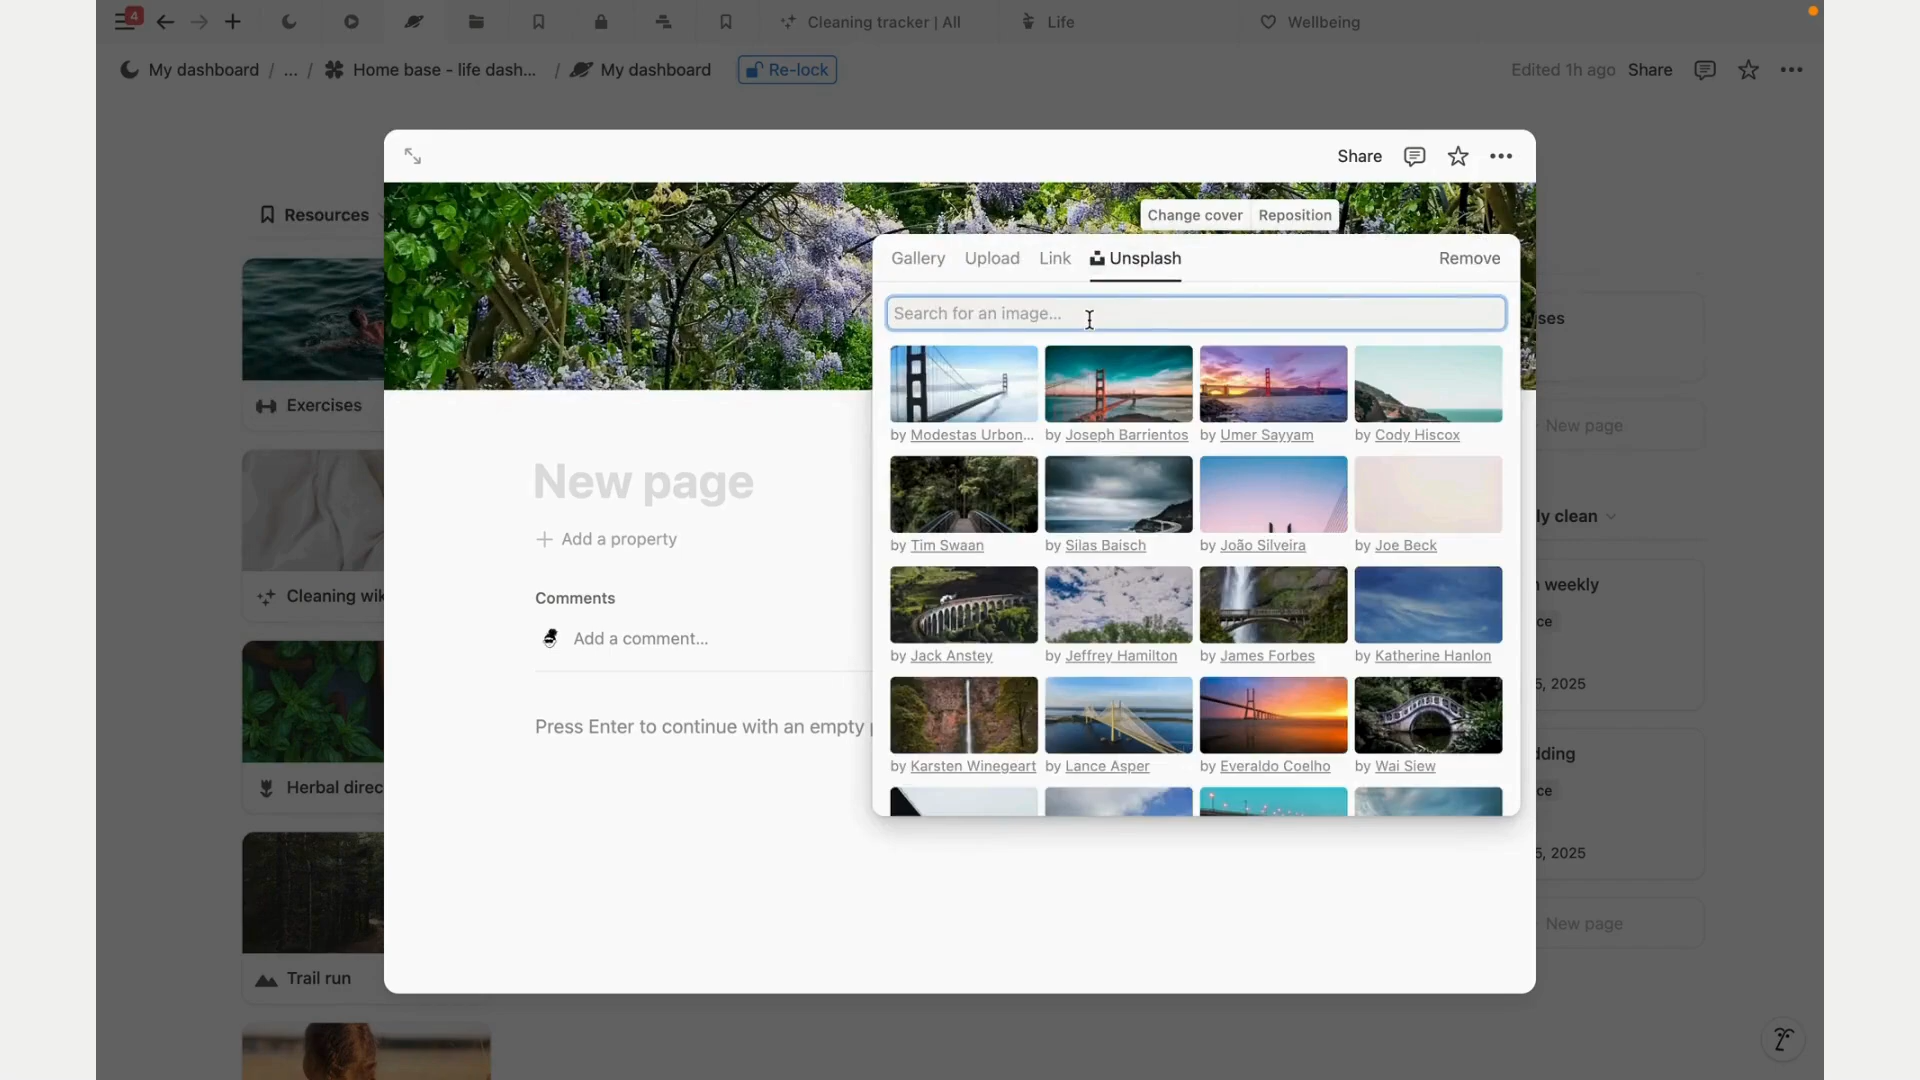 4
Cleaning tracker | All
Life
Wellbeing
My dashboard / ... / Home base - life dash... / My dashboard
Re-lock
Edited 1h ago
Share
Share
Change cover
Reposition
Resources
Exercises
Cleaning wik
Herbal direc
Trail run
New page
Add a property
Comments
Add a comment...
Press Enter to continue with an empty p
Gallery
Upload
Link
Unsplash
Remove
Search for an image...
by Modestas Urbon...
by Joseph Barrientos
by Umer Sayyam
by Cody Hiscox
by Tim Swaan
by Silas Baisch
by João Silveira
by Joe Beck
by Jack Anstey
by Jeffrey Hamilton
by James Forbes
by Katherine Hanlon
by Karsten Winegeart
by Lance Asper
by Everaldo Coelho
by Wai Siew
ses
New page
ly clean
weekly
ce
5, 2025
dding
ce
5, 2025
New page